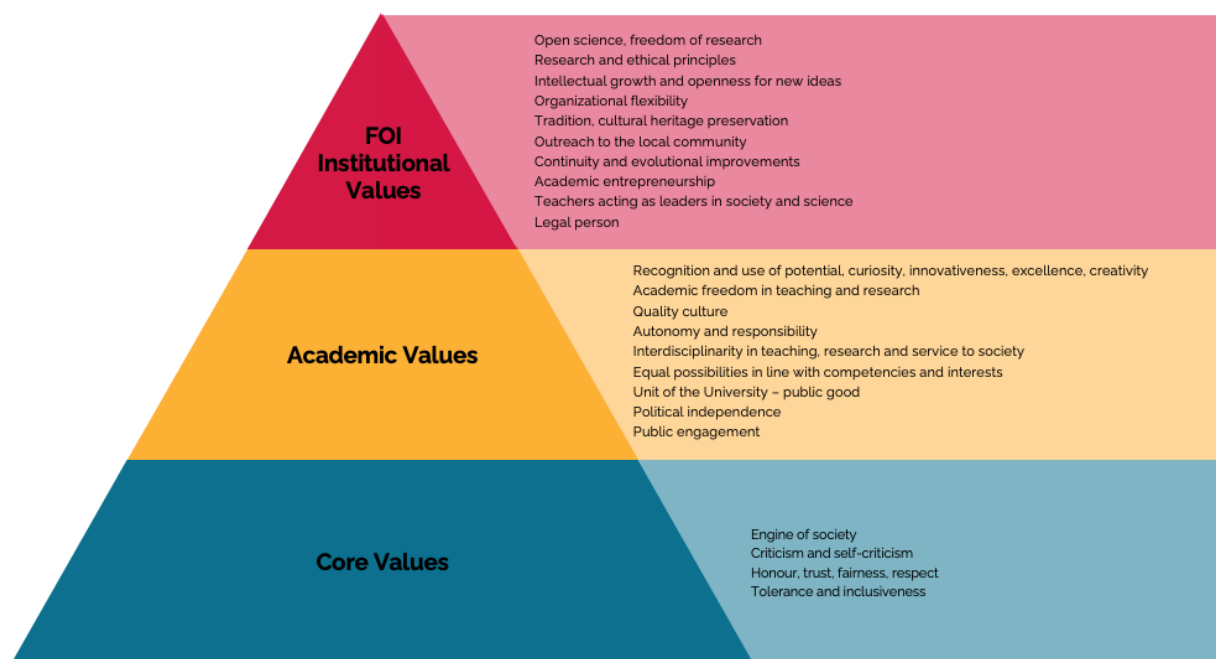 FOI
Institutional
Values
Open science, freedom of research
Research and ethical principles
Intellectual growth and openness for new ideas
Organizational flexibility
Tradition, cultural heritage preservation
Outreach to the local community
Continuity and evolutional improvements
Academic entrepreneurship
Teachers acting as leaders in society and science
Legal person
Academic Values
Recognition and use of potential, curiosity, innovativeness, excellence, creativity
Academic freedom in teaching and research
Quality culture
Autonomy and responsibility
Interdisciplinarity in teaching, research and service to society
Equal possibilities in line with competencies and interests
Unit of the University – public good
Political independence
Public engagement
Core Values
Engine of society
Criticism and self-criticism
Honour, trust, fairness, respect
Tolerance and inclusiveness